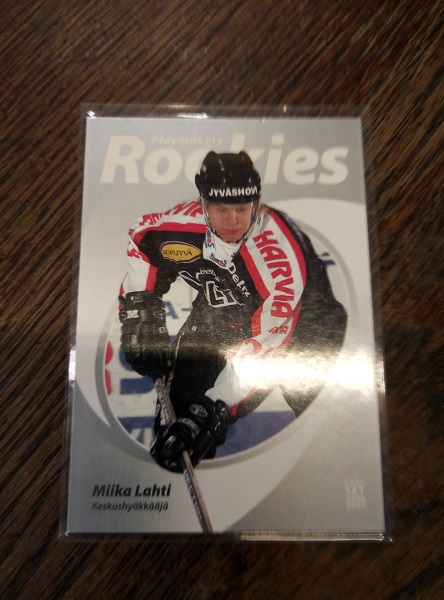 Playmakers
Rookies
JYVÄSHOVI
HARVIA
Miika Lahti
Keskushyökkääjä